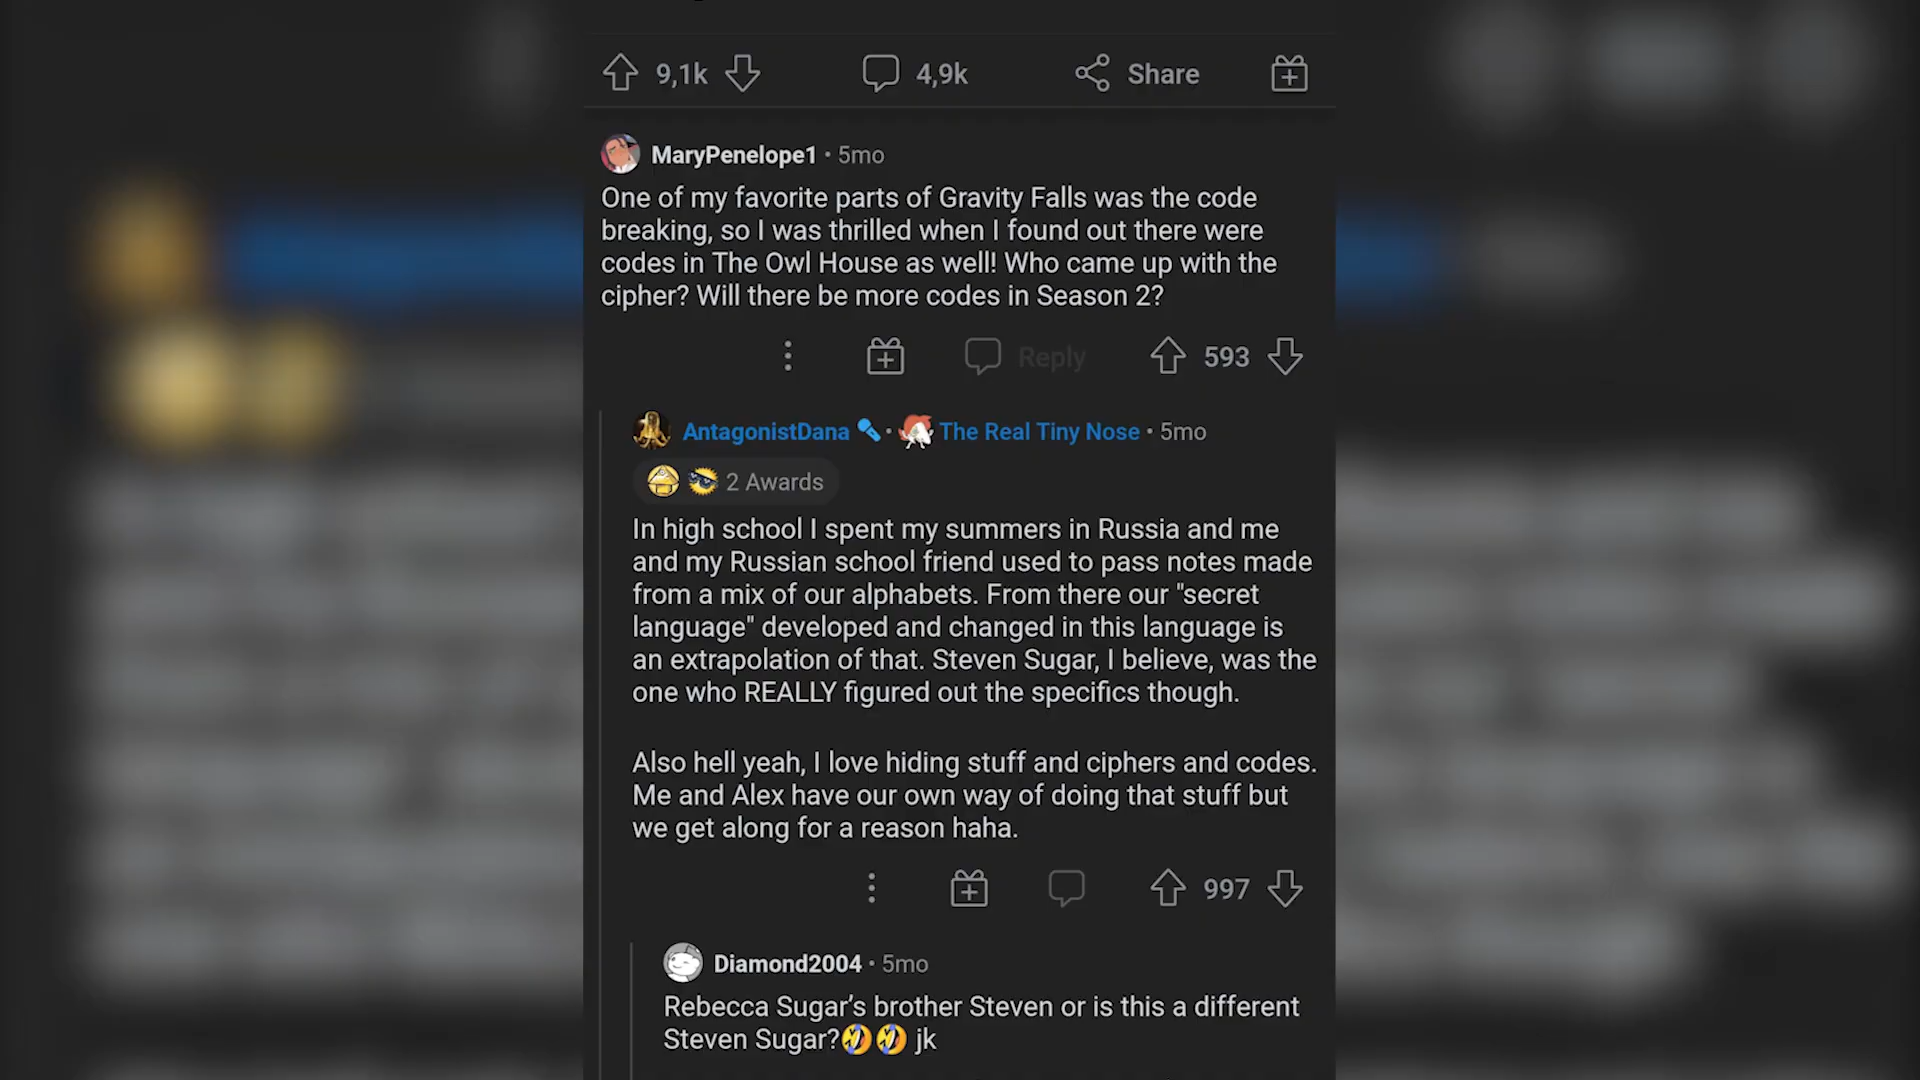 9,1k 4,9k Share
MaryPenelope1 · 5mo
One of my favorite parts of Gravity Falls was the code
breaking, so I was thrilled when I found out there were
codes in The Owl House as well! Who came up with the
cipher? Will there be more codes in Season 2?
Reply 593
AntagonistDana · The Real Tiny Nose · 5mo
2 Awards
In high school I spent my summers in Russia and me
and my Russian school friend used to pass notes made
from a mix of our alphabets. From there our "secret
language" developed and changed in this language is
an extrapolation of that. Steven Sugar, I believe, was the
one who REALLY figured out the specifics though.
Also hell yeah, I love hiding stuff and ciphers and codes.
Me and Alex have our own way of doing that stuff but
we get along for a reason haha.
997
Diamond2004 · 5mo
Rebecca Sugar’s brother Steven or is this a different
Steven Sugar?🤣🤣 jk